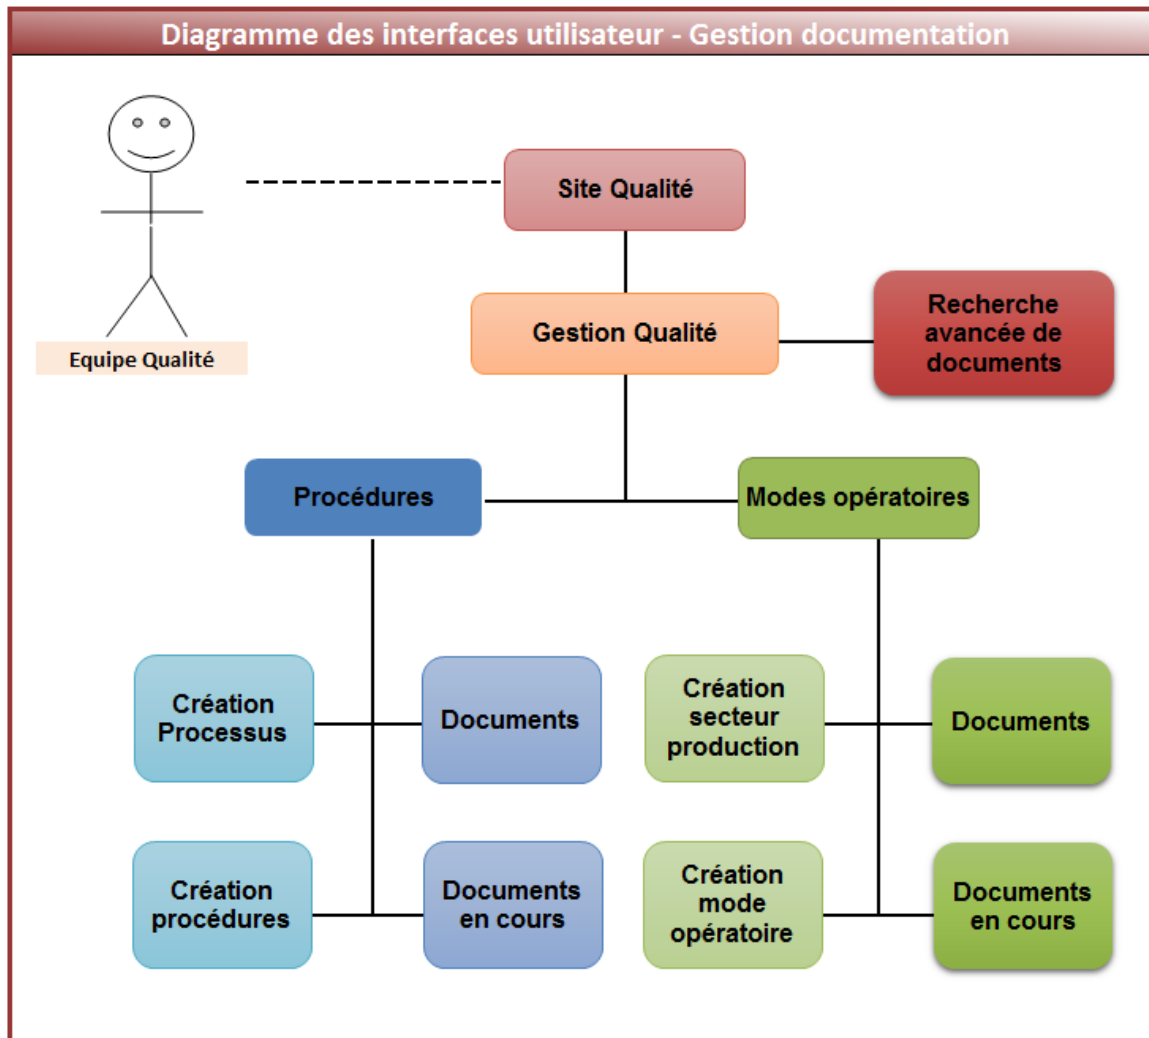 Diagramme des interfaces utilisateur - Gestion documentation
Site Qualité
Gestion Qualité
Recherche
avancée de
documents
Equipe Qualité
Procédures
Modes opératoires
Création
Processus
Documents
Création
secteur
production
Documents
Création
procédures
Documents
en cours
Création
mode
opératoire
Documents
en cours